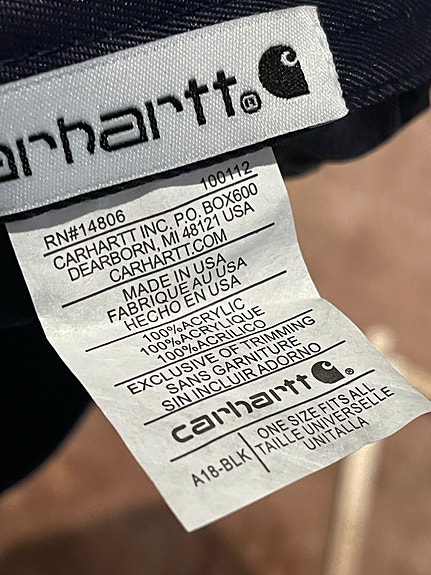 arhartt.®
RN#14806 100112
CARHARTT INC. P.O. BOX600
DEARBORN, MI 48121 USA
CARHARTT.COM
MADE IN USA
FABRIQUE AU USA
HECHO EN USA
100%ACRYLIC
100%ACRYLIQUE
100%ACRILICO
EXCLUSIVE OF TRIMMING
SANS GARNITURE
SIN INCLUIR ADORNO
carhartt ®
A18-BLK
ONE SIZE FITS ALL
TAILLE UNIVERSELLE
UNITALLA